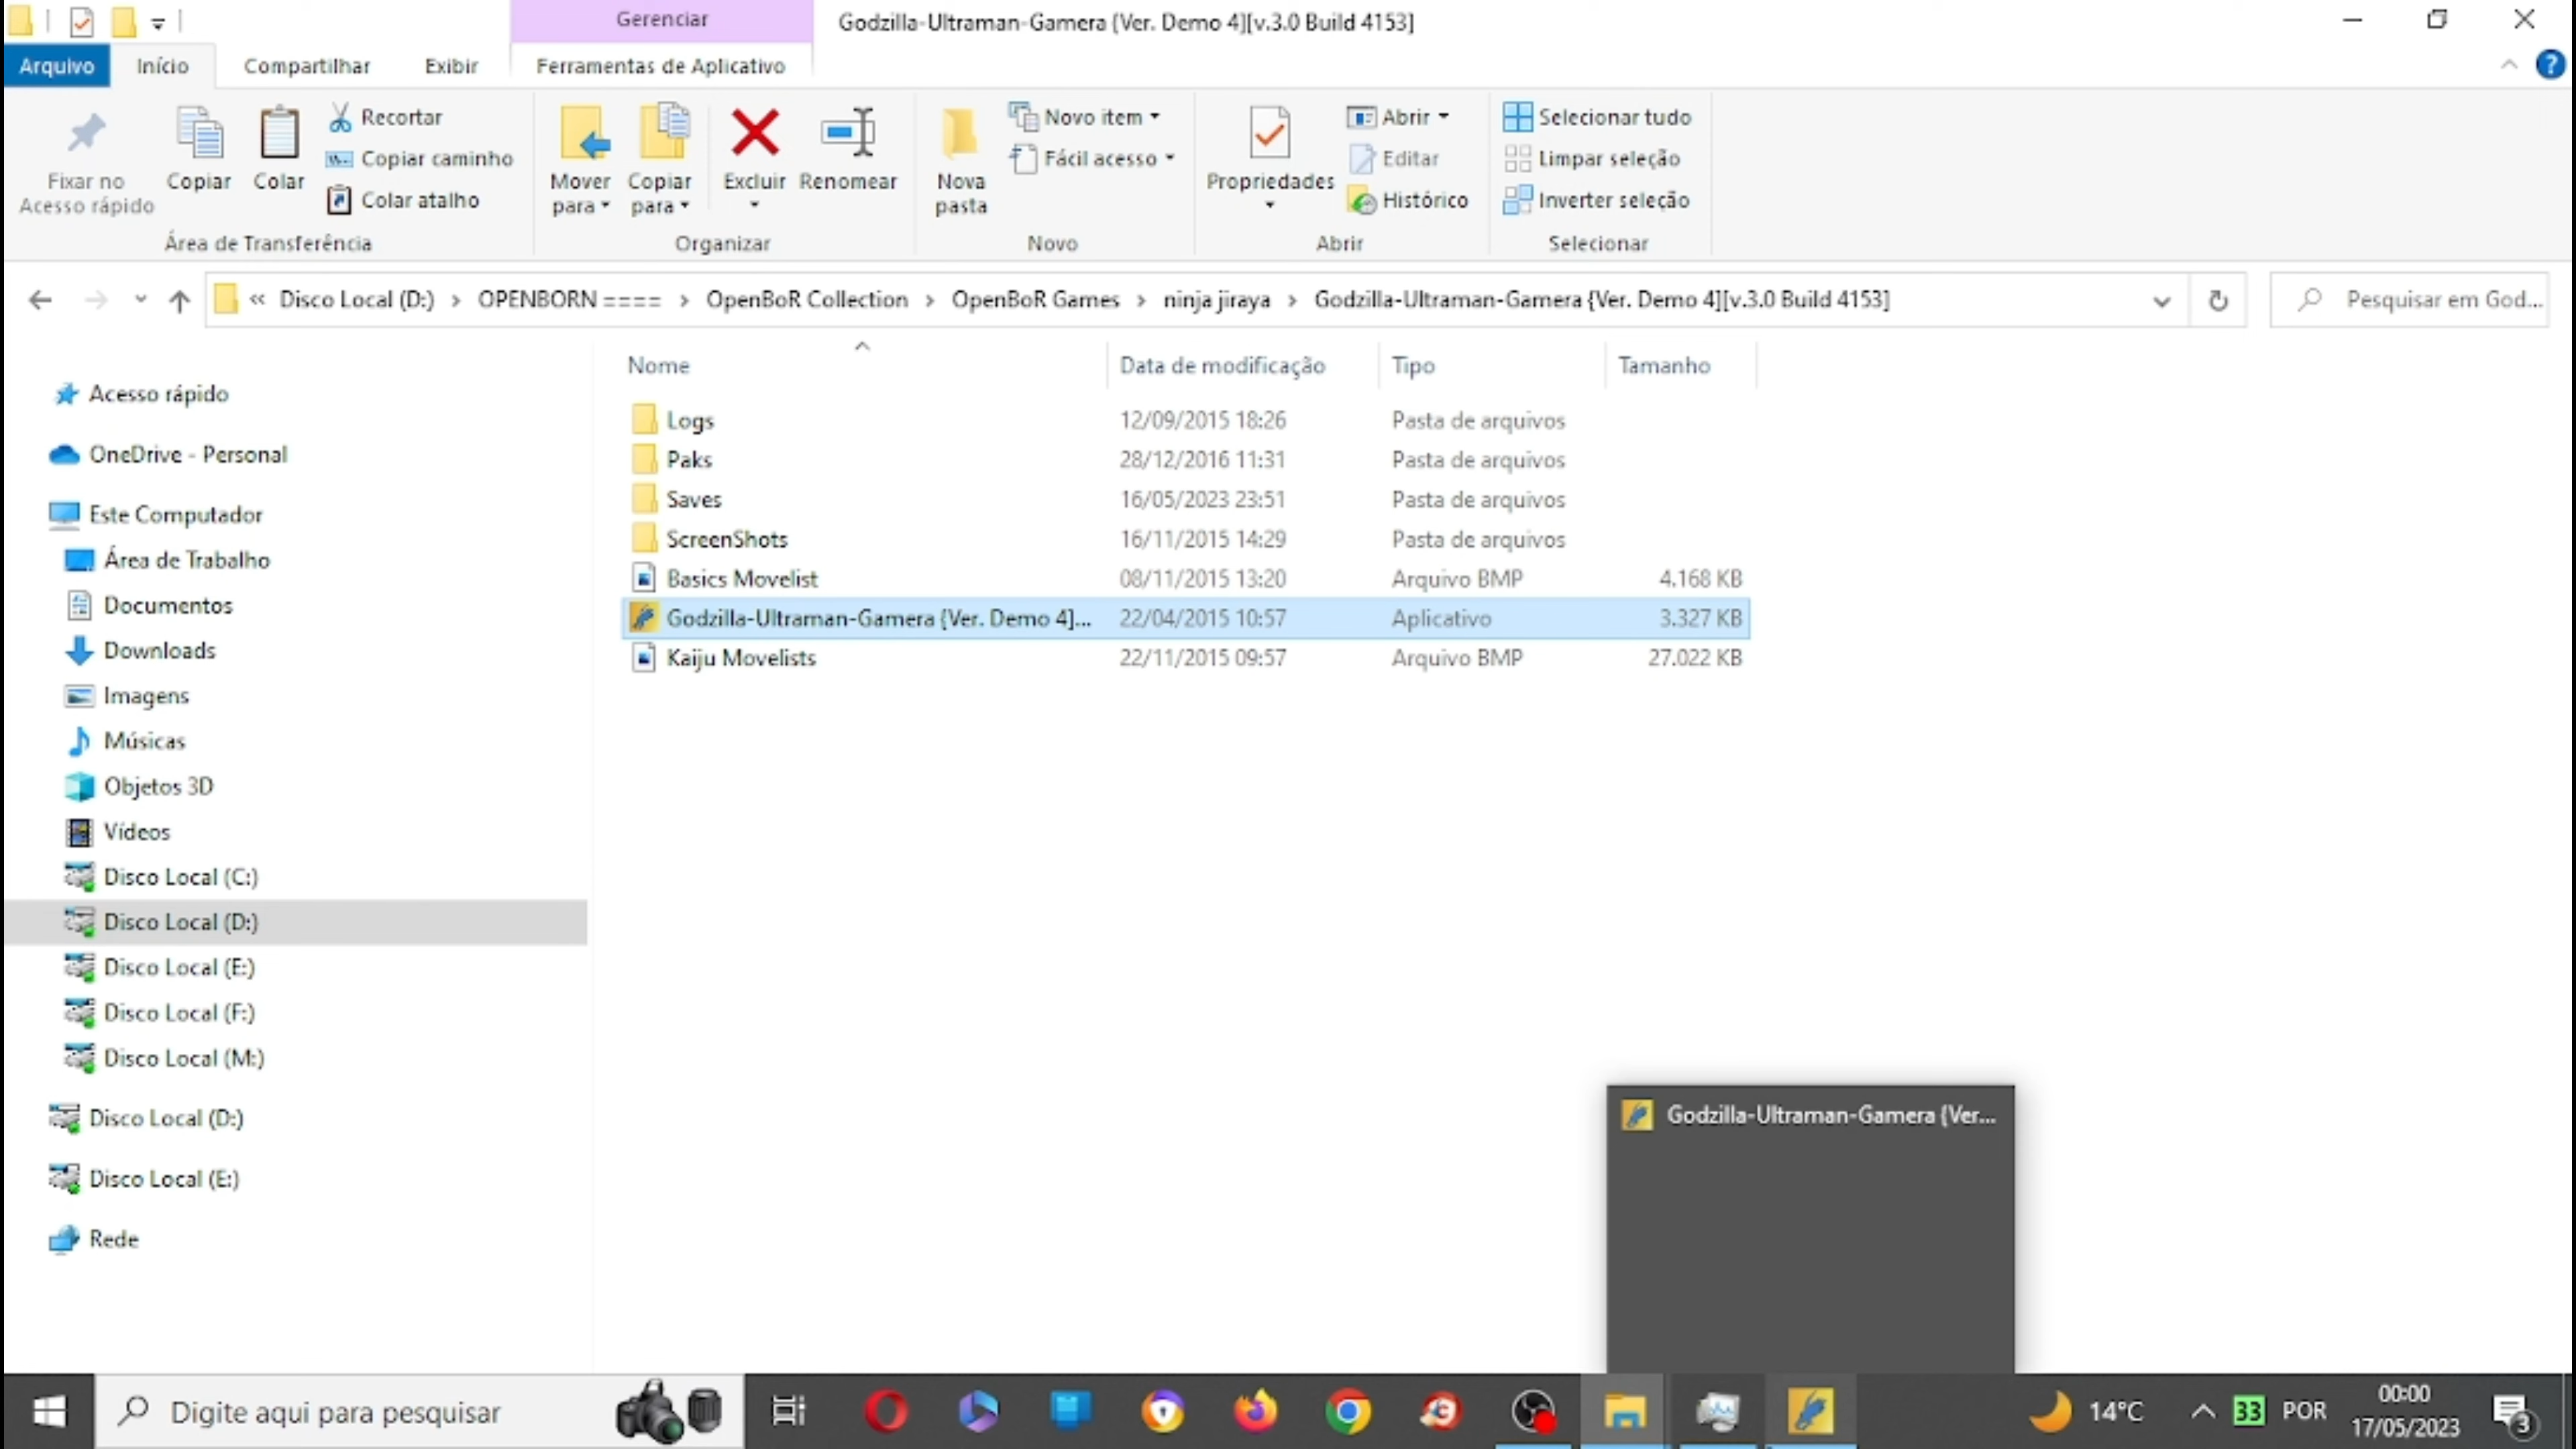 Gerenciar
Godzilla-Ultraman-Gamera {Ver. Demo 4][v.3.0 Build 4153]
Arquivo Início Compartilhar Exibir Ferramentas de Aplicativo
Fixar no Acesso rápido
Copiar
Colar
Recortar
Copiar caminho
Colar atalho
Área de Transferência
Mover para
Copiar para
Excluir
Renomear
Organizar
Nova pasta
Novo item
Fácil acesso
Novo
Propriedades
Abrir
Editar
Histórico
Abrir
Selecionar tudo
Limpar seleção
Inverter seleção
Selecionar
« Disco Local (D:) › OPENBORN ==== › OpenBoR Collection › OpenBoR Games › ninja jiraya › Godzilla-Ultraman-Gamera {Ver. Demo 4][v.3.0 Build 4153]
Pesquisar em God...
Acesso rápido
OneDrive - Personal
Este Computador
Área de Trabalho
Documentos
Downloads
Imagens
Músicas
Objetos 3D
Vídeos
Disco Local (C:)
Disco Local (D:)
Disco Local (E:)
Disco Local (F:)
Disco Local (M:)
Disco Local (D:)
Disco Local (E:)
Rede
Nome Data de modificação Tipo Tamanho
Logs 12/09/2015 18:26 Pasta de arquivos
Paks 28/12/2016 11:31 Pasta de arquivos
Saves 16/05/2023 23:51 Pasta de arquivos
ScreenShots 16/11/2015 14:29 Pasta de arquivos
Basics Movelist 08/11/2015 13:20 Arquivo BMP 4.168 KB
Godzilla-Ultraman-Gamera {Ver. Demo 4]... 22/04/2015 10:57 Aplicativo 3.327 KB
Kaiju Movelists 22/11/2015 09:57 Arquivo BMP 27.022 KB
Godzilla-Ultraman-Gamera {Ver...
Digite aqui para pesquisar
14°C
33
POR
00:00
17/05/2023
3